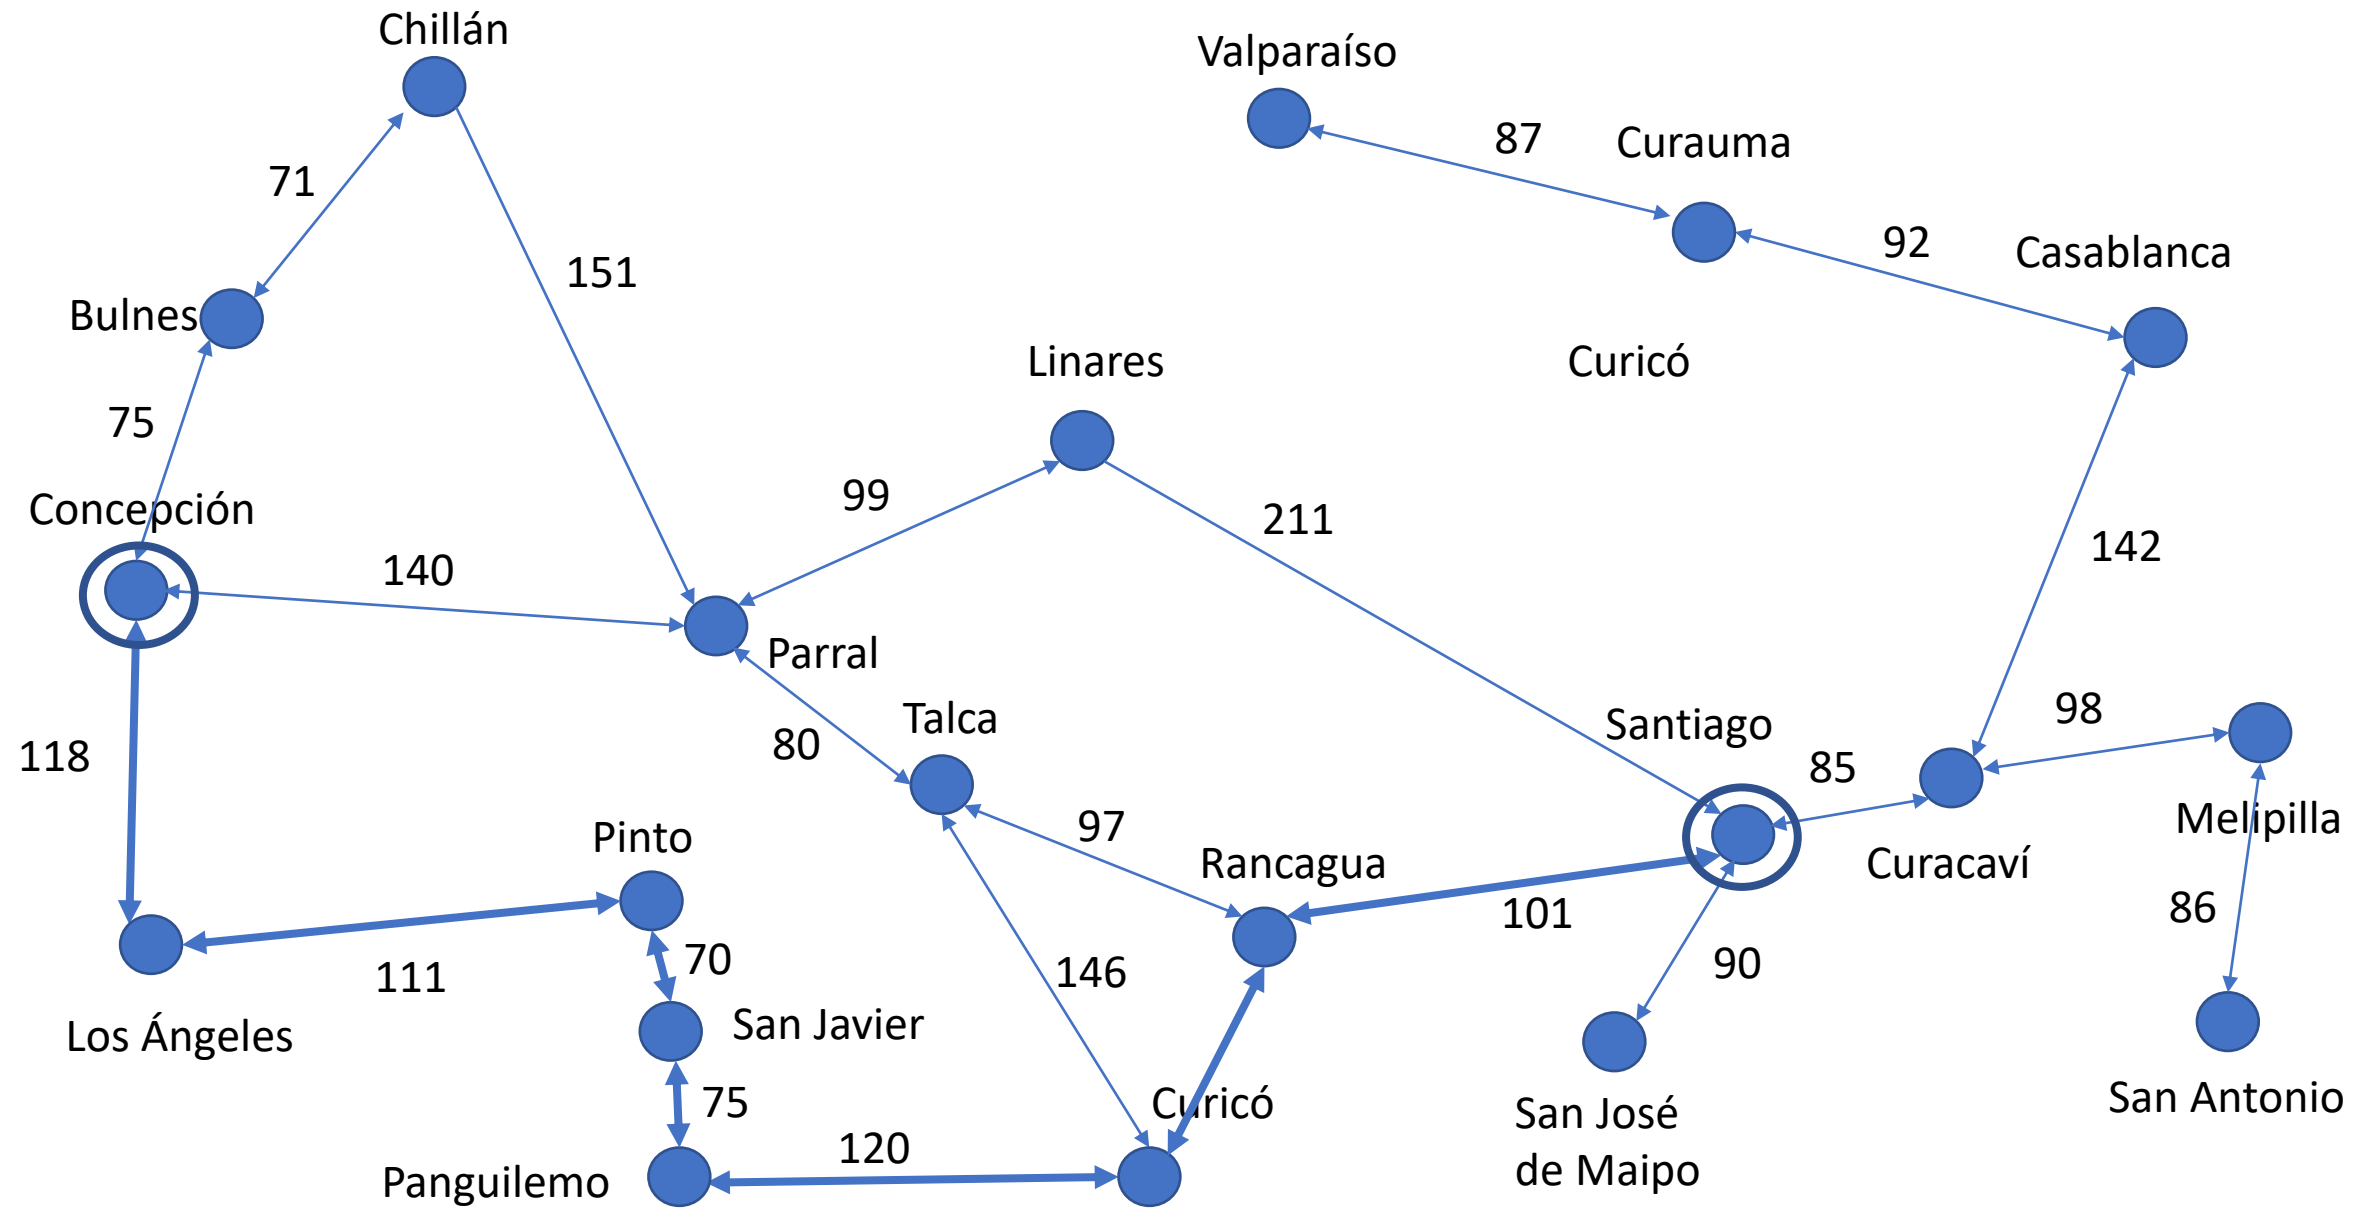 Chillán
Valparaíso
87
Curauma
71
92
Casablanca
151
Bulnes
Linares
Curicó
75
99
Concepción
211
140
142
Parral
Talca
98
Santiago
118
80
85
Pinto
97
Melipilla
Rancagua
Curacaví
101
86
70
111
146
90
San Javier
Los Ángeles
75
Curicó
San José
de Maipo
San Antonio
120
Panguilemo